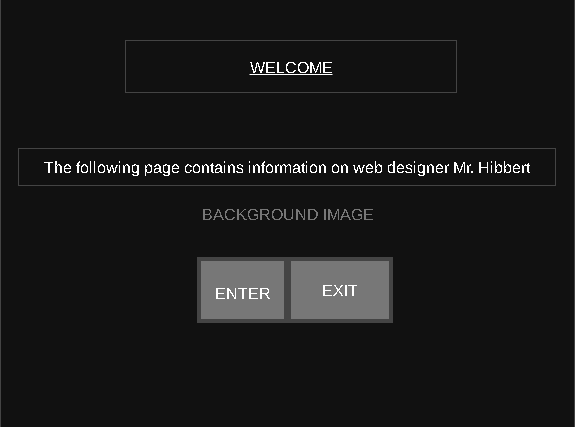 WELCOME
The following page contains information on web designer Mr. Hibbert
BACKGROUND IMAGE
ENTER
EXIT